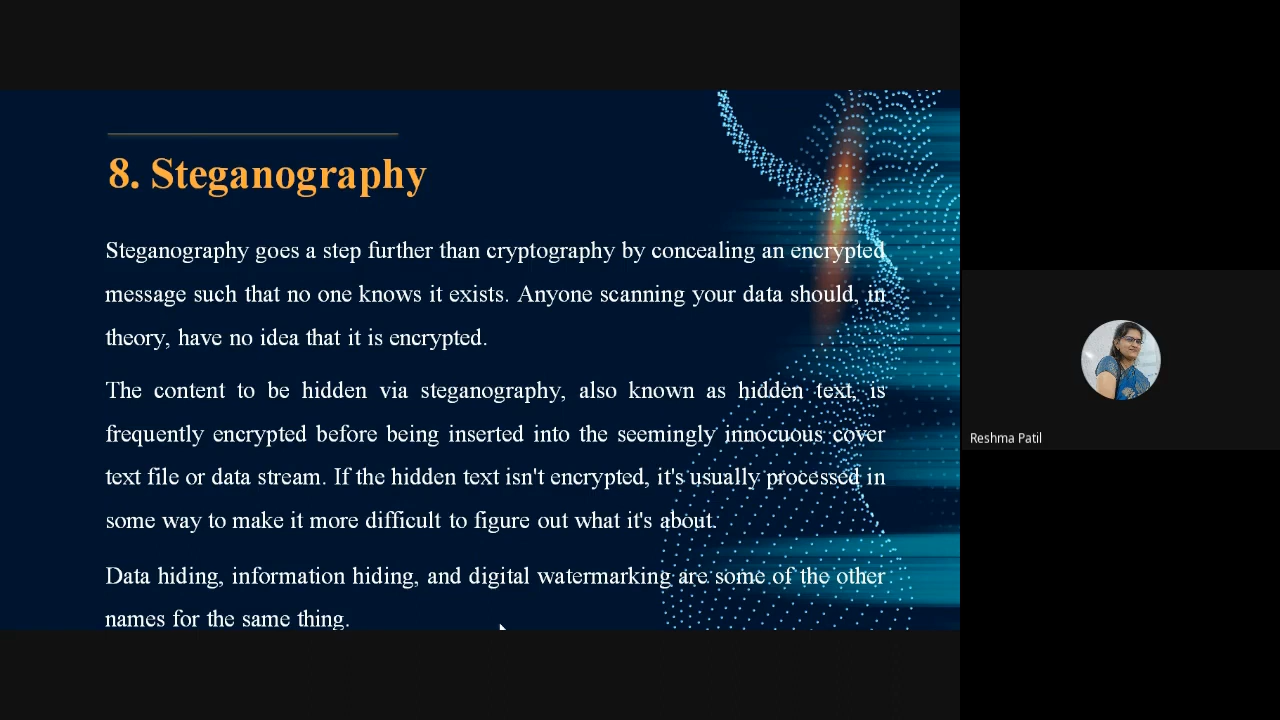 8. Steganography
Steganography goes a step further than cryptography by concealing an encrypted
message such that no one knows it exists. Anyone scanning your data should, in
theory, have no idea that it is encrypted.
The content to be hidden via steganography, also known as hidden text, is
frequently encrypted before being inserted into the seemingly innocuous cover
text file or data stream. If the hidden text isn't encrypted, it's usually processed in
some way to make it more difficult to figure out what it's about.
Data hiding, information hiding, and digital watermarking are some of the other
names for the same thing.
Reshma Patil